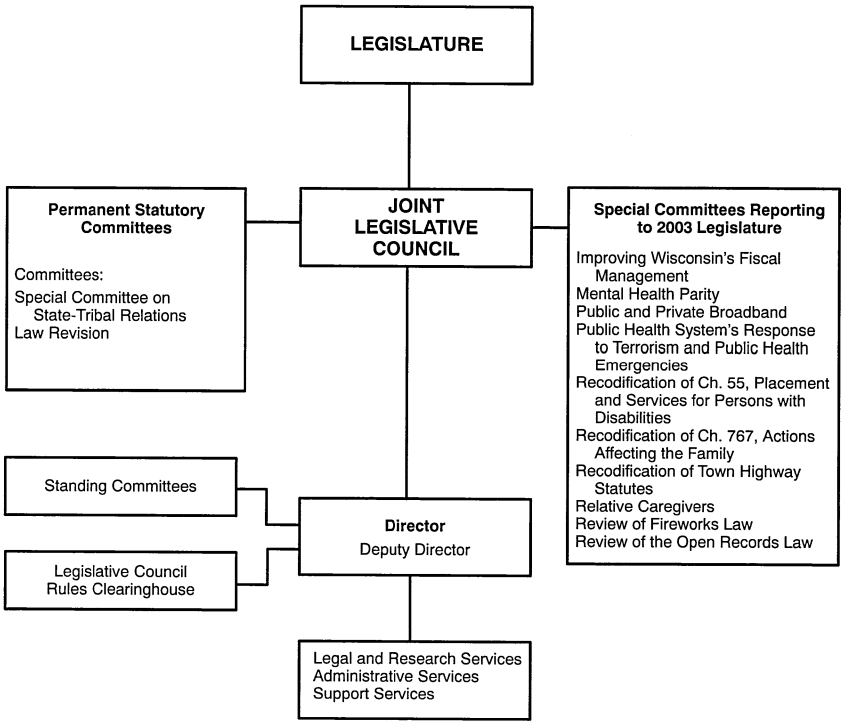 LEGISLATURE
Permanent Statutory
Committees
Committees:
Special Committee on
State-Tribal Relations
Law Revision
JOINT
LEGISLATIVE
COUNCIL
Special Committees Reporting
to 2003 Legislature
Improving Wisconsin's Fiscal
Management
Mental Health Parity
Public and Private Broadband
Public Health System's Response
to Terrorism and Public Health
Emergencies
Recodification of Ch. 55, Placement
and Services for Persons with
Disabilities
Recodification of Ch. 767, Actions
Affecting the Family
Recodification of Town Highway
Statutes
Relative Caregivers
Review of Fireworks Law
Review of the Open Records Law
Standing Committees
Legislative Council
Rules Clearinghouse
Director
Deputy Director
Legal and Research Services
Administrative Services
Support Services